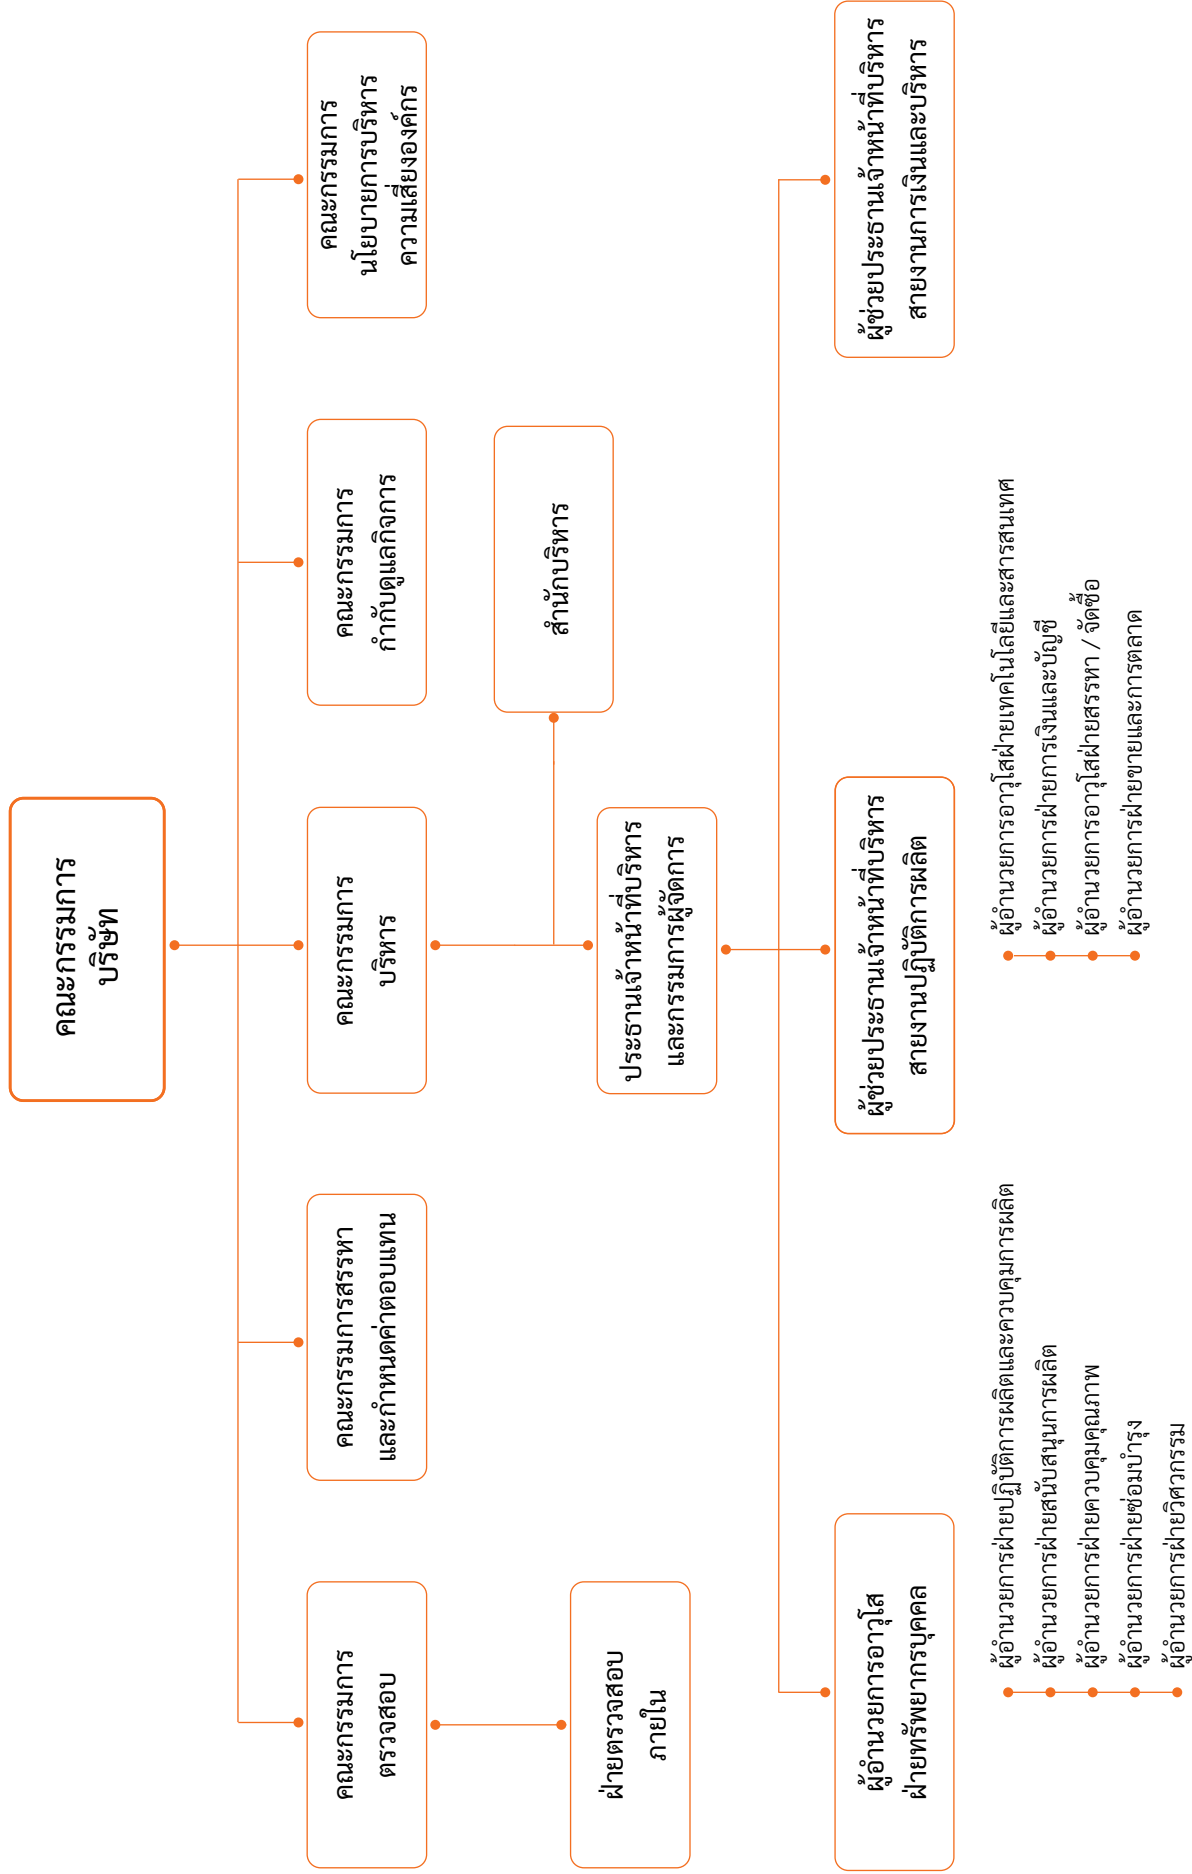 คณะกรรมการ
บริษัท
คณะกรรมการ
ตรวจสอบ
คณะกรรมการสรรหา
และกำหนดค่าตอบแทน
คณะกรรมการ
บริหาร
คณะกรรมการ
กำกับดูแลกิจการ
คณะกรรมการ
นโยบายการบริหาร
ความเสี่ยงองค์กร
สำนักบริหาร
ฝ่ายตรวจสอบ
ภายใน
ประธานเจ้าหน้าที่บริหาร
และกรรมการผู้จัดการ
ผู้อำนวยการอาวุโส
ฝ่ายทรัพยากรบุคคล
ผู้ช่วยประธานเจ้าหน้าที่บริหาร
สายงานปฏิบัติการผลิต
ผู้ช่วยประธานเจ้าหน้าที่บริหาร
สายงานการเงินและบริหาร
ผู้อำนวยการฝ่ายปฏิบัติการผลิตและควบคุมการผลิต
ผู้อำนวยการฝ่ายสนับสนุนการผลิต
ผู้อำนวยการฝ่ายควบคุมคุณภาพ
ผู้อำนวยการฝ่ายซ่อมบำรุง
ผู้อำนวยการฝ่ายวิศวกรรม
ผู้อำนวยการอาวุโสฝ่ายเทคโนโลยีและสารสนเทศ
ผู้อำนวยการฝ่ายการเงินและบัญชี
ผู้อำนวยการอาวุโสฝ่ายสรรหา / จัดซื้อ
ผู้อำนวยการฝ่ายขายและการตลาด